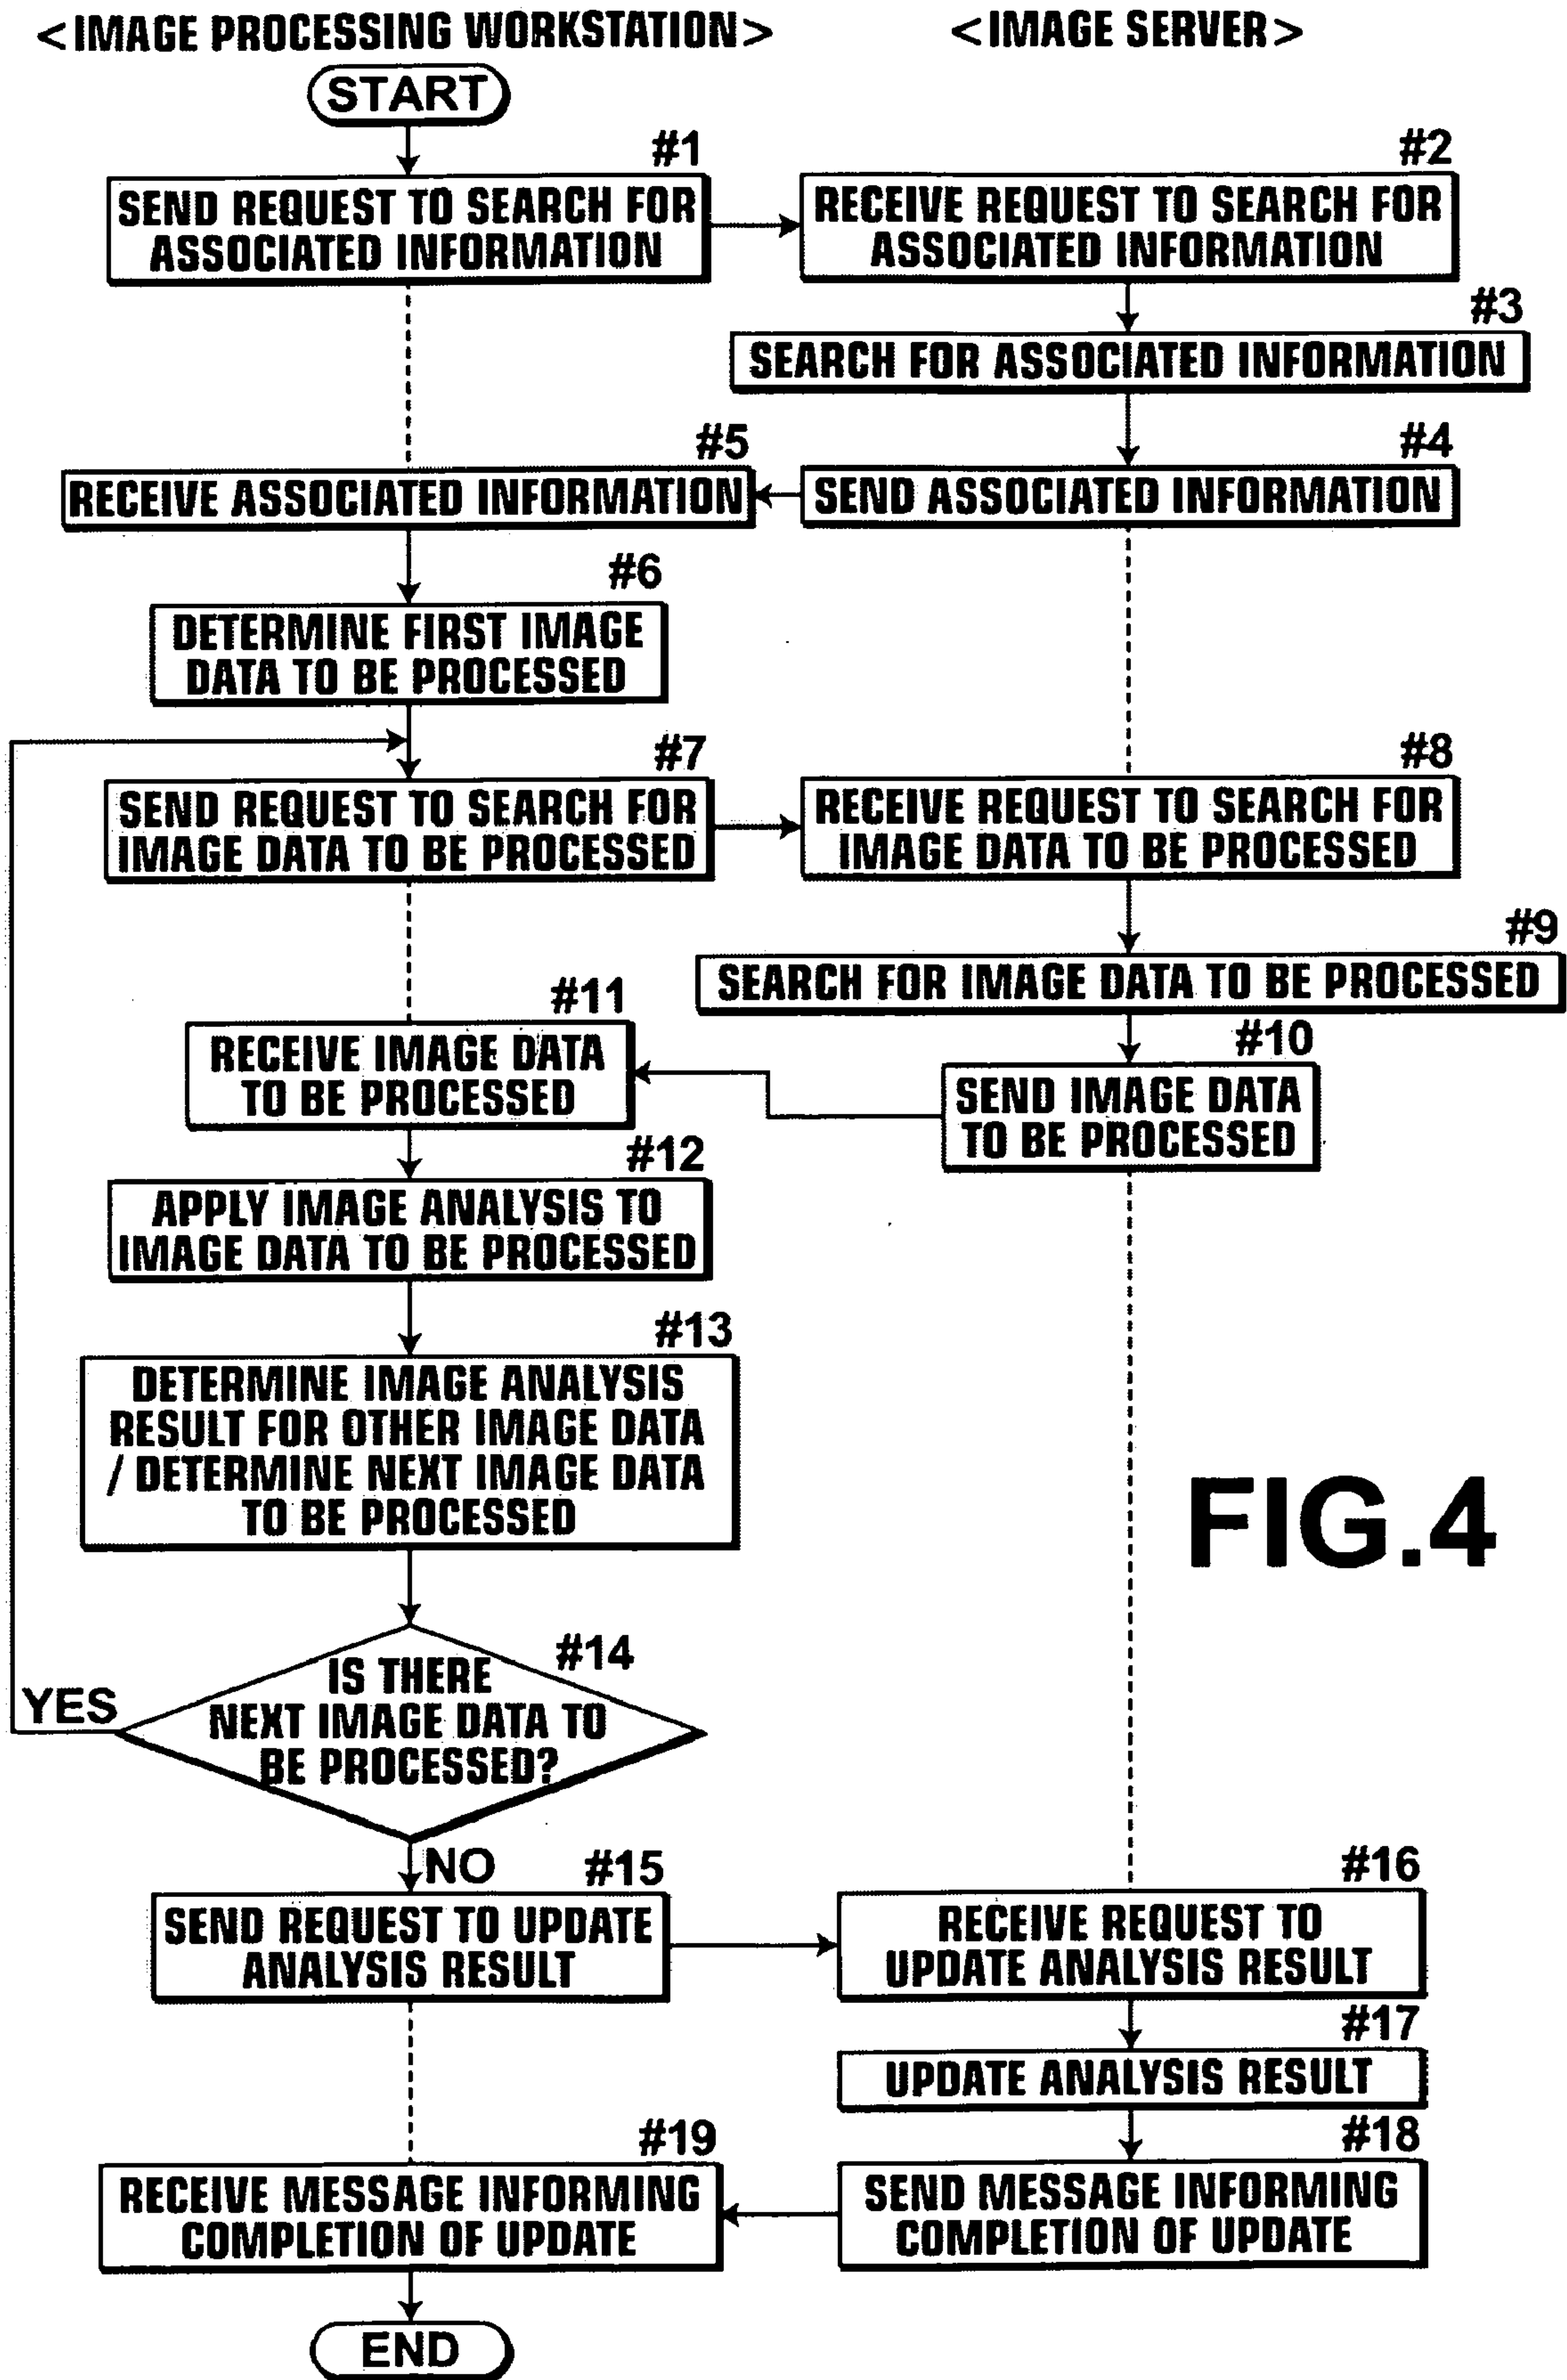 <IMAGE PROCESSING WORKSTATION>
<IMAGE SERVER>
START
#1
SEND REQUEST TO SEARCH FOR
ASSOCIATED INFORMATION
#2
RECEIVE REQUEST TO SEARCH FOR
ASSOCIATED INFORMATION
#3
SEARCH FOR ASSOCIATED INFORMATION
#4
SEND ASSOCIATED INFORMATION
#5
RECEIVE ASSOCIATED INFORMATION
#6
DETERMINE FIRST IMAGE
DATA TO BE PROCESSED
#7
SEND REQUEST TO SEARCH FOR
IMAGE DATA TO BE PROCESSED
#8
RECEIVE REQUEST TO SEARCH FOR
IMAGE DATA TO BE PROCESSED
#9
SEARCH FOR IMAGE DATA TO BE PROCESSED
#10
SEND IMAGE DATA
TO BE PROCESSED
#11
RECEIVE IMAGE DATA
TO BE PROCESSED
#12
APPLY IMAGE ANALYSIS TO
IMAGE DATA TO BE PROCESSED
#13
DETERMINE IMAGE ANALYSIS
RESULT FOR OTHER IMAGE DATA
/ DETERMINE NEXT IMAGE DATA
TO BE PROCESSED
FIG.4
#14
IS THERE
NEXT IMAGE DATA TO
BE PROCESSED?
YES
NO
#15
SEND REQUEST TO UPDATE
ANALYSIS RESULT
#16
RECEIVE REQUEST TO
UPDATE ANALYSIS RESULT
#17
UPDATE ANALYSIS RESULT
#18
SEND MESSAGE INFORMING
COMPLETION OF UPDATE
#19
RECEIVE MESSAGE INFORMING
COMPLETION OF UPDATE
END